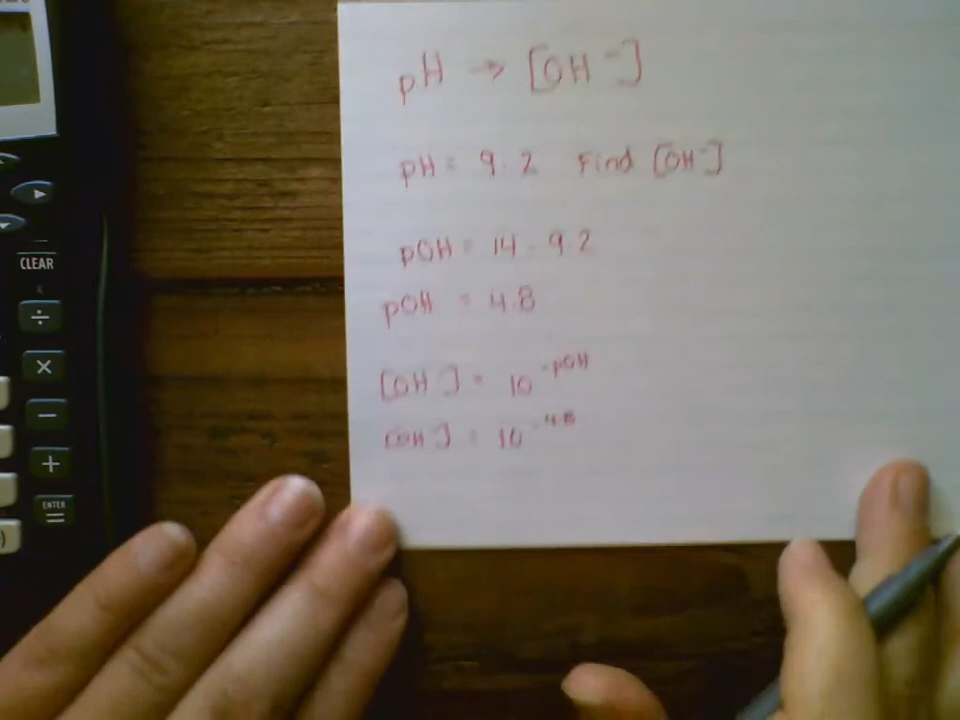 pH → [OH⁻]
pH = 9.2 Find [OH⁻]
pOH = 14 - 9.2
pOH = 4.8
[OH⁻] = 10^-pOH
[OH⁻] = 10^-4.8
CLEAR
÷
×
−
+
ENTER
=
)